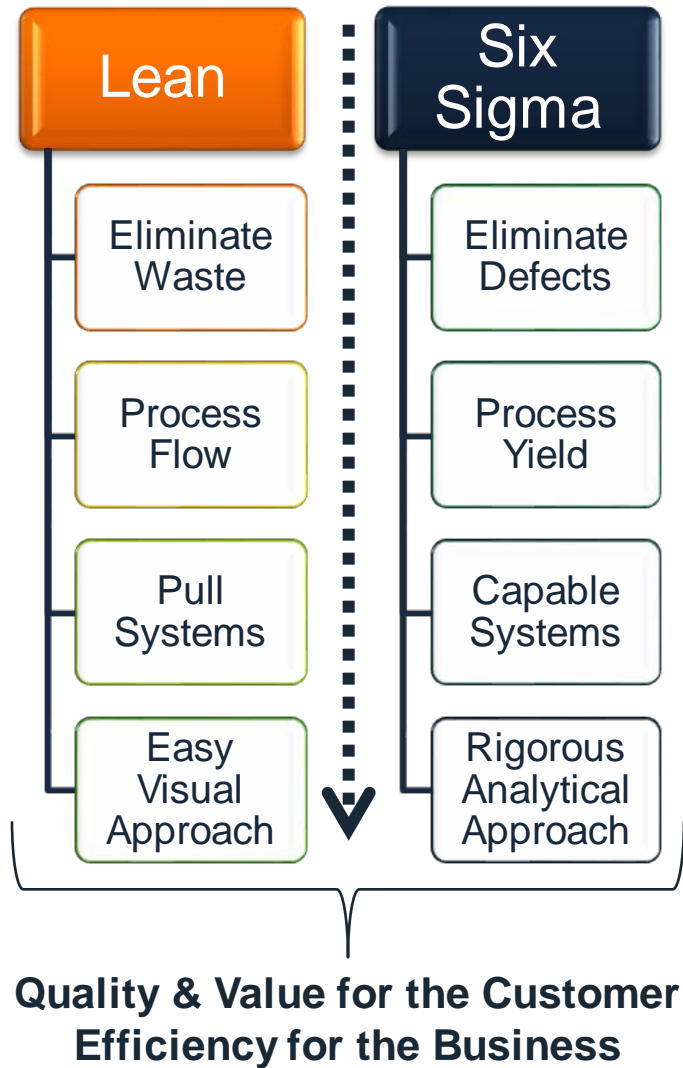 Lean
Eliminate
Waste
Process
Flow
Pull
Systems
Easy
Visual
Approach
Six
Sigma
Eliminate
Defects
Process
Yield
Capable
Systems
Rigorous
Analytical
Approach
Quality & Value for the Customer
Efficiency for the Business